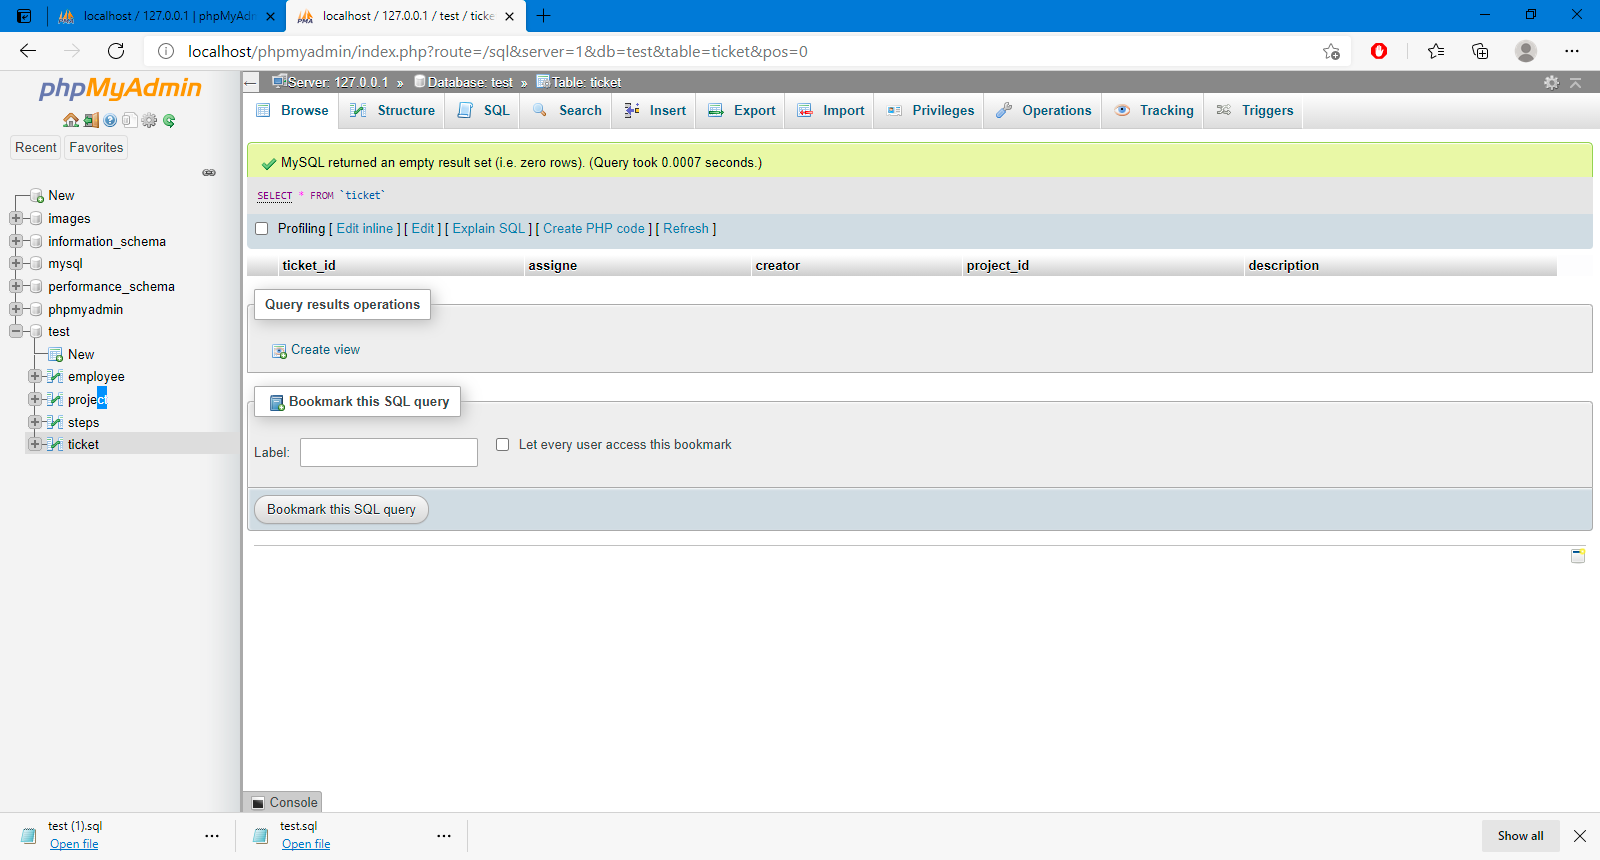 localhost / 127.0.0.1 | phpMyAdm
localhost / 127.0.0.1 / test / ticke
localhost/phpmyadmin/index.php?route=/sql&server=1&db=test&table=ticket&pos=0
phpMyAdmin
Recent
Favorites
New
images
information_schema
mysql
performance_schema
phpmyadmin
test
New
employee
project
steps
ticket
Server: 127.0.0.1 » Database: test » Table: ticket
Browse
Structure
SQL
Search
Insert
Export
Import
Privileges
Operations
Tracking
Triggers
MySQL returned an empty result set (i.e. zero rows). (Query took 0.0007 seconds.)
SELECT * FROM `ticket`
Profiling [ Edit inline ] [ Edit ] [ Explain SQL ] [ Create PHP code ] [ Refresh ]
ticket_id
assigne
creator
project_id
description
Query results operations
Create view
Bookmark this SQL query
Label:
Let every user access this bookmark
Bookmark this SQL query
Console
test (1).sql
Open file
test.sql
Open file
Show all